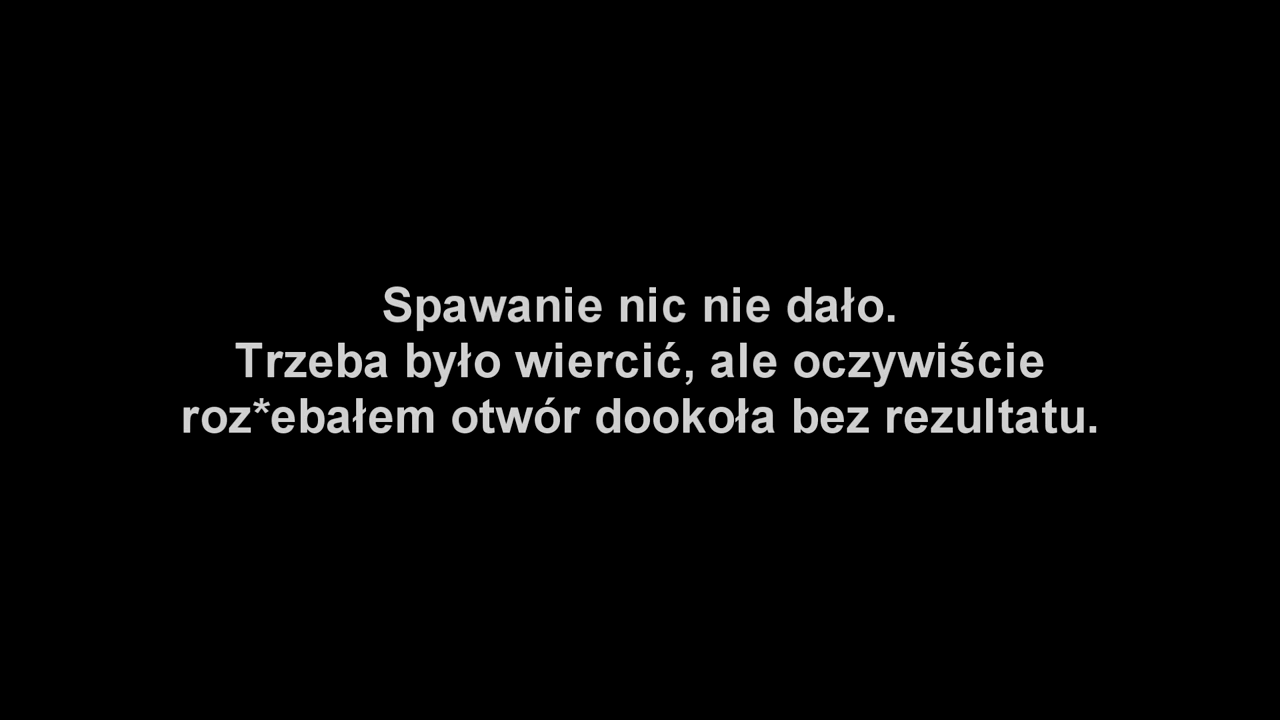 Spawanie nic nie dało.
Trzeba było wiercić, ale oczywiście
roz*ebałem otwór dookoła bez rezultatu.